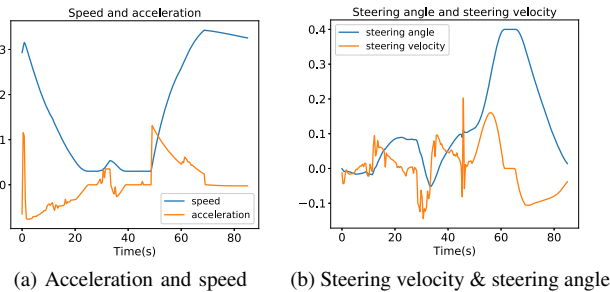 Speed and acceleration
3
2
1
0
0 20 40 60 80
Time(s)
speed
acceleration
(a) Acceleration and speed
Steering angle and steering velocity
0.4
0.3
0.2
0.1
0.0
−0.1
0 20 40 60 80
Time(s)
steering angle
steering velocity
(b) Steering velocity & steering angle